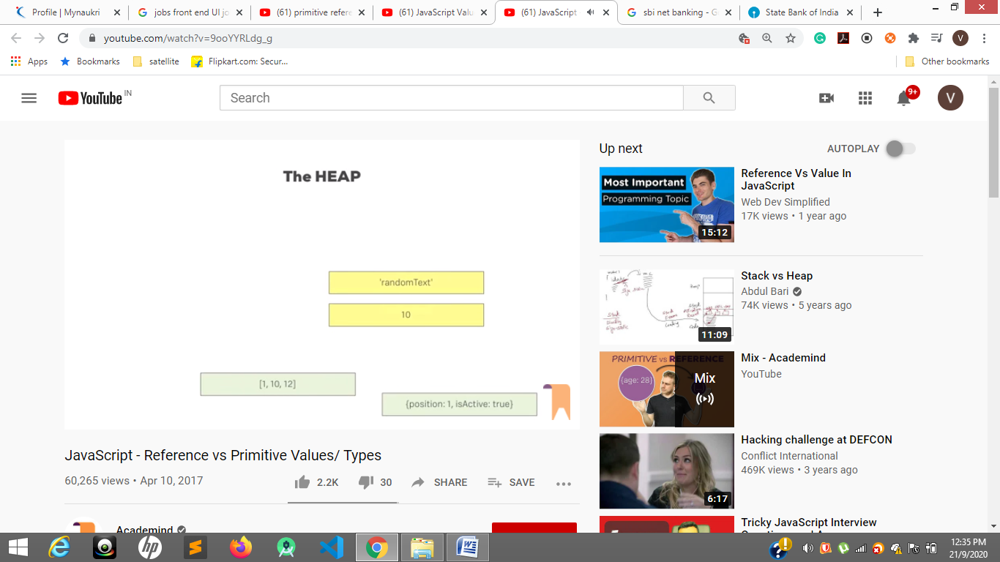 Profile | Mynaukri
jobs front end UI jo
(61) primitive refere
(61) JavaScript Valu
(61) JavaScript
sbi net banking - G
State Bank of India
youtube.com/watch?v=9ooYYRLdg_g
V
Apps
Bookmarks
satellite
Flipkart.com: Secur...
Other bookmarks
YouTube IN
Search
9+
V
The HEAP
'randomText'
10
[1, 10, 12]
{position: 1, isActive: true}
JavaScript - Reference vs Primitive Values/ Types
60,265 views • Apr 10, 2017
2.2K
30
SHARE
SAVE
Academind
Up next
AUTOPLAY
Most Important
Programming Topic
15:12
Reference Vs Value In
JavaScript
Web Dev Simplified
17K views • 1 year ago
11:09
Stack vs Heap
Abdul Bari
74K views • 5 years ago
PRIMITIVE vs REFERENCE
{age: 28}
Mix
Mix - Academind
YouTube
6:17
Hacking challenge at DEFCON
Conflict International
469K views • 3 years ago
Tricky JavaScript Interview
12:35 PM
21/9/2020